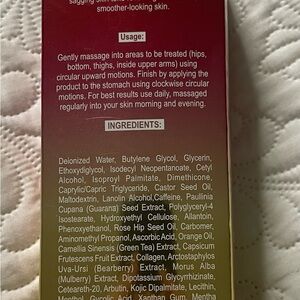 sagging skin
smoother-looking skin.
Usage:
Gently massage into areas to be treated (hips,
bottom, thighs, inside upper arms) using
circular upward motions. Finish by applying the
product to the stomach using clockwise circular
motions. For best results use daily, massaged
regularly into your skin morning and evening.
INGREDIENTS:
Deionized Water, Butylene Glycol, Glycerin,
Ethoxydiglycol, Isodecyl Neopentanoate, Cetyl
Alcohol, Isopropyl Palmitate, Dimethicone,
Caprylic/Capric Triglyceride, Castor Seed Oil,
Maltodextrin, Lanolin Alcohol,Caffeine, Paulinia
Cupana (Guarana) Seed Extract, Polyglyceryl-4
Isostearate, Hydroxyethyl Cellulose, Allantoin,
Phenoxyethanol, Rose Hip Seed Oil, Carbomer,
Aminomethyl Propanol, Ascorbic Acid, Orange Oil,
Camellia Sinensis (Green Tea) Extract, Capsicum
Frutescens Fruit Extract, Collagen, Arctostaphylos
Uva-Ursi (Bearberry) Extract, Morus Alba
(Mulberry) Extract, Dipotassium Glycyrrhizinate,
Ceteareth-20, Arbutin, Kojic Dipalmitate, Lecithin,
Menthol, Glyolic Acid, Xanthan Gum, Mentha